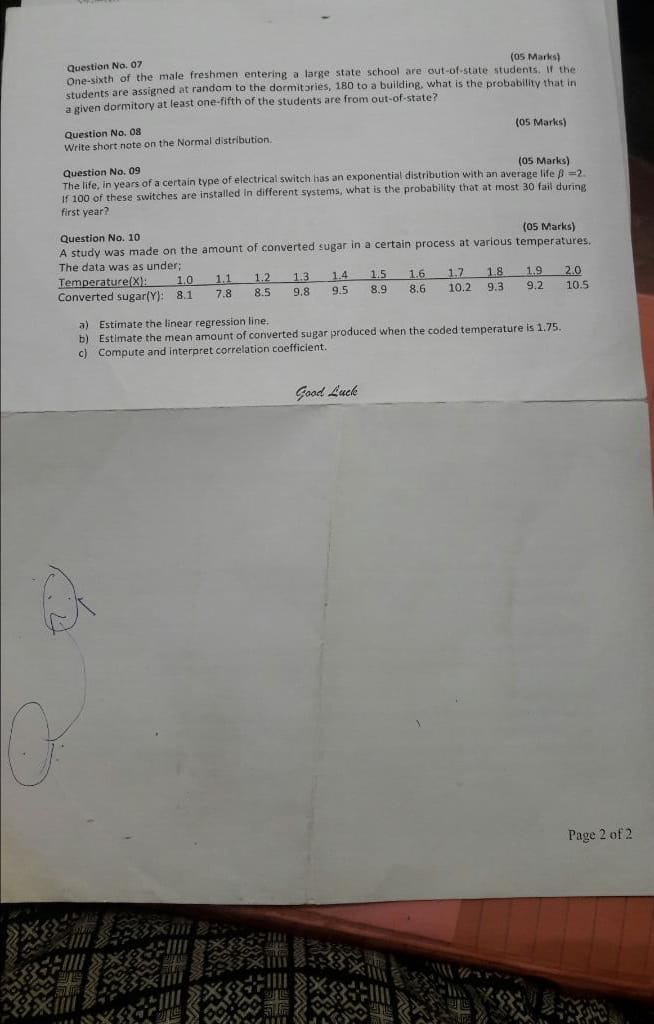 (05 Marks)
Question No. 07
One-sixth of the male freshmen entering a large state school are out-of-state students. If the
students are assigned at random to the dormitories, 180 to a building, what is the probability that in
a given dormitory at least one-fifth of the students are from out-of-state?
(05 Marks)
Question No. 08
Write short note on the Normal distribution.
(05 Marks)
Question No. 09
The life, in years of a certain type of electrical switch has an exponential distribution with an average life β =2.
If 100 of these switches are installed in different systems, what is the probability that at most 30 fail during
first year?
(05 Marks)
Question No. 10
A study was made on the amount of converted sugar in a certain process at various temperatures.
The data was as under;
Temperature(X): 1.0 1.1 1.2 1.3 1.4 1.5 1.6 1.7 1.8 1.9 2.0
Converted sugar(Y): 8.1 7.8 8.5 9.8 9.5 8.9 8.6 10.2 9.3 9.2 10.5
a) Estimate the linear regression line.
b) Estimate the mean amount of converted sugar produced when the coded temperature is 1.75.
c) Compute and interpret correlation coefficient.
Good Luck
Page 2 of 2